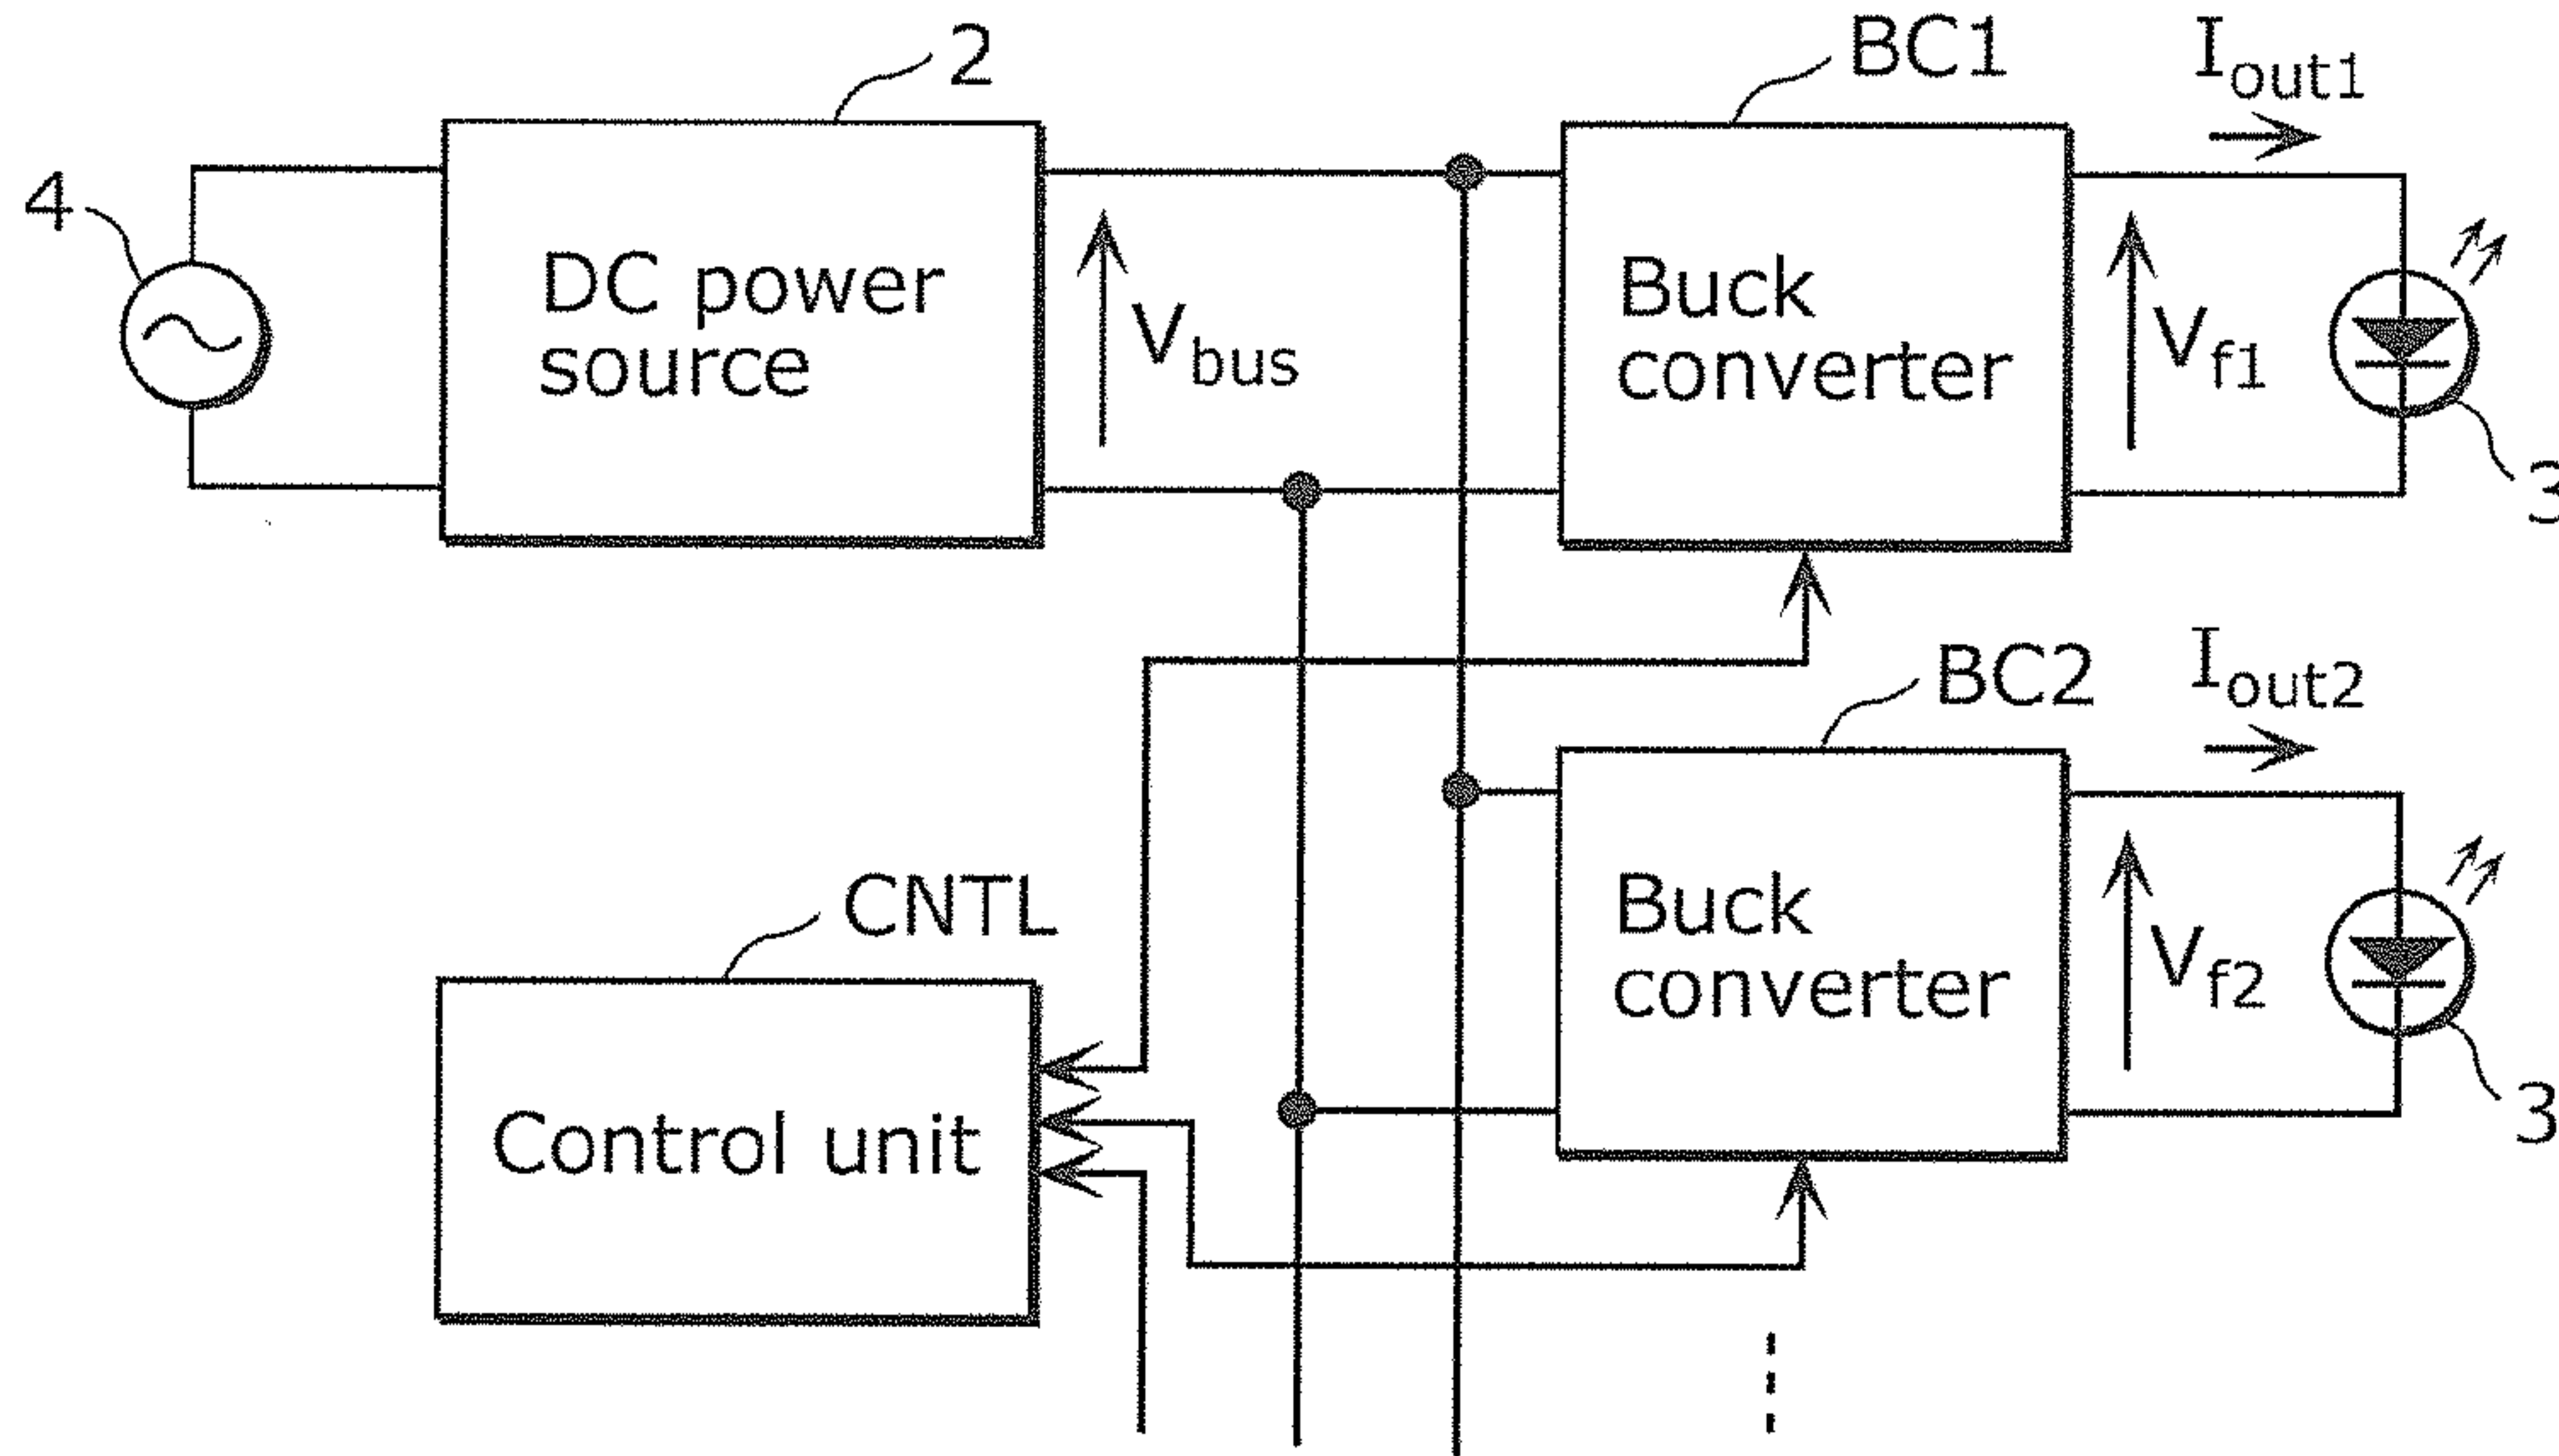 2
BC1
Iout1
4
DC power
source
Vbus
Buck
converter
Vf1
3
BC2
Iout2
CNTL
Control unit
Buck
converter
Vf2
3